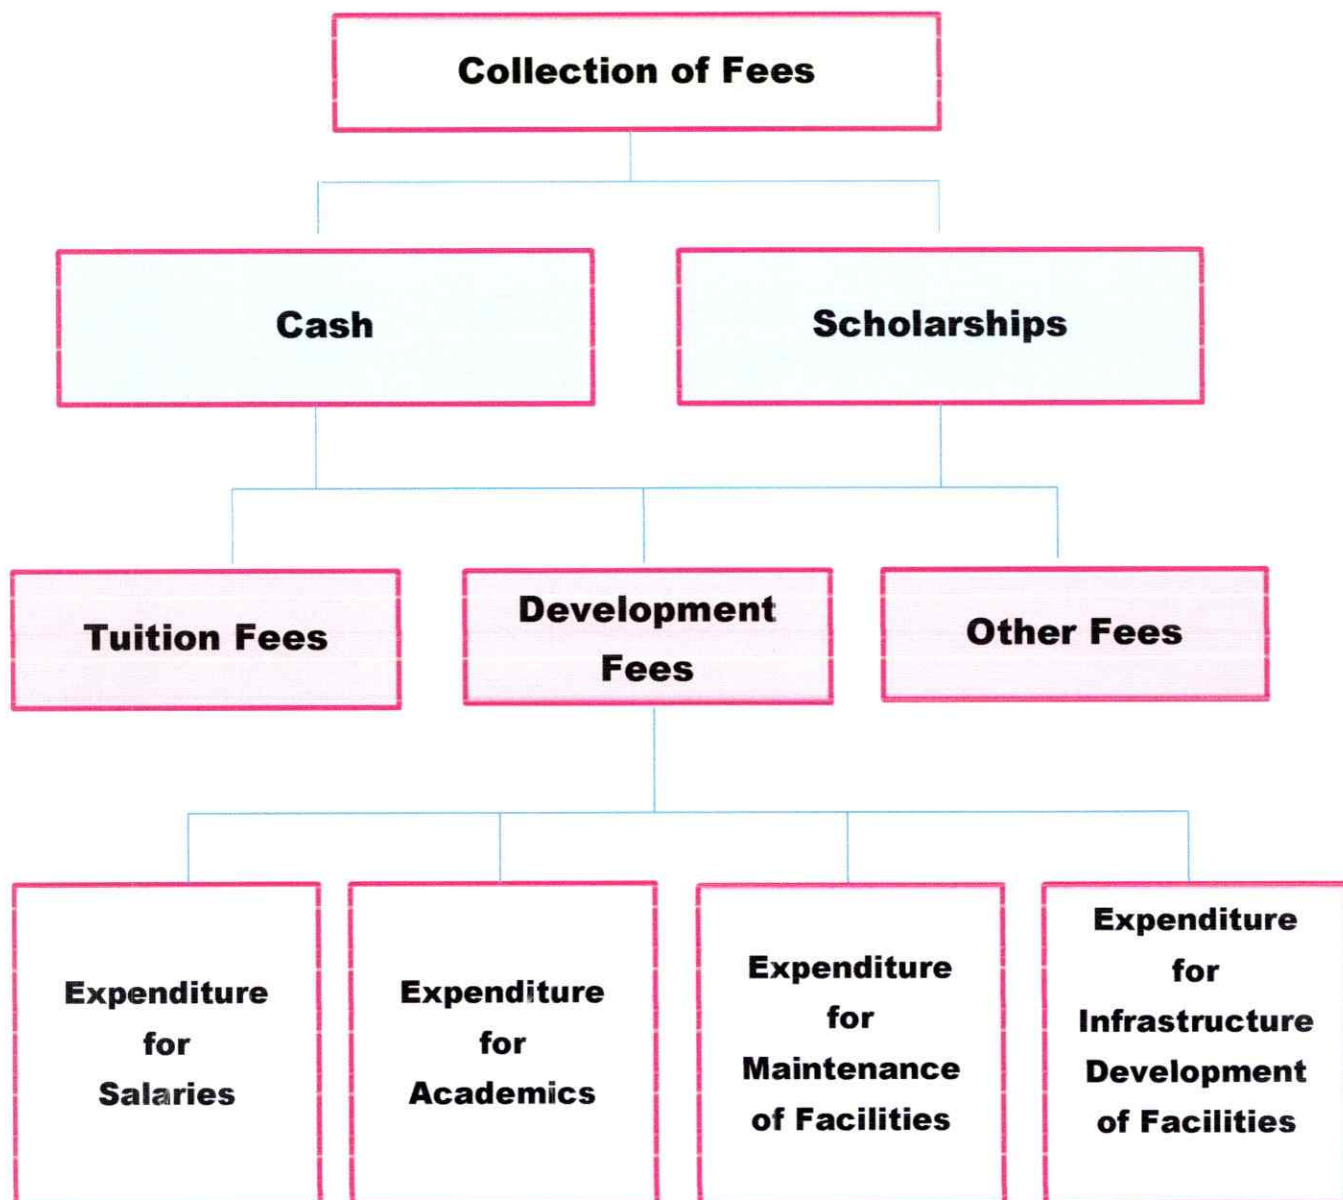 Collection of Fees
Cash
Scholarships
Tuition Fees
Development
Fees
Other Fees
Expenditure
for
Salaries
Expenditure
for
Academics
Expenditure
for
Maintenance
of Facilities
Expenditure
for
Infrastructure
Development
of Facilities